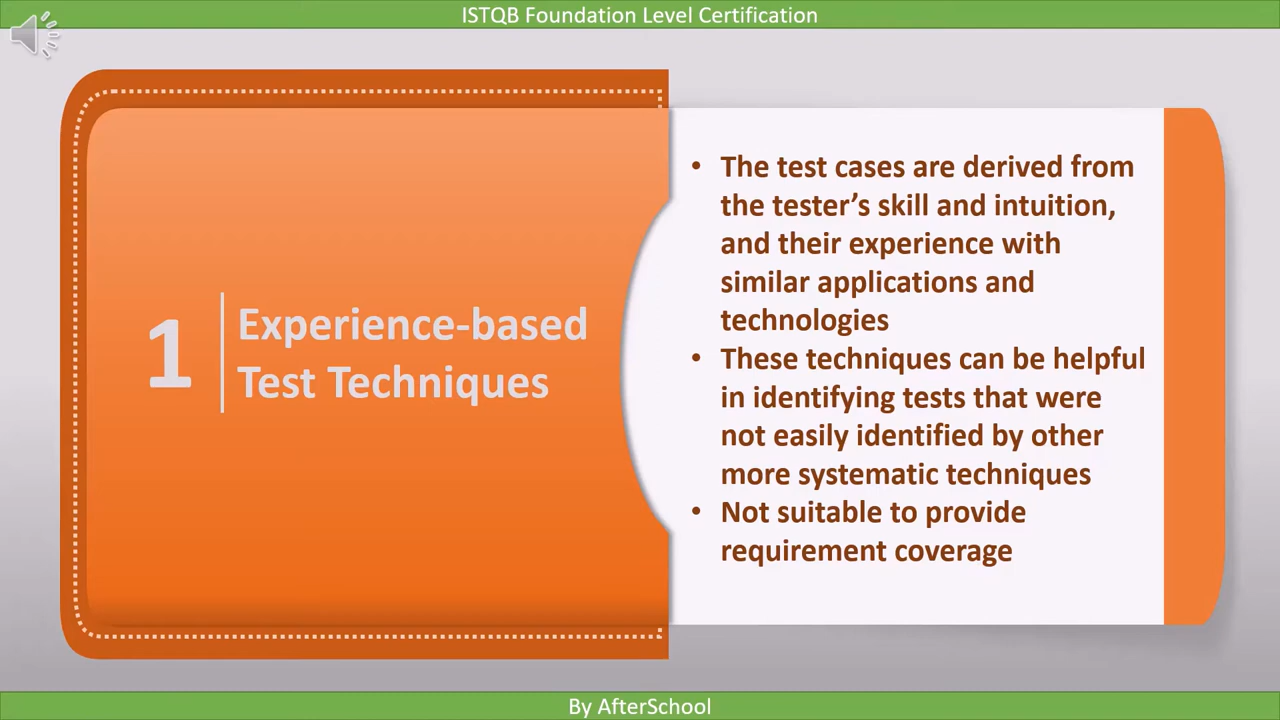 ISTQB Foundation Level Certification
1
Experience-based
Test Techniques
• The test cases are derived from
the tester’s skill and intuition,
and their experience with
similar applications and
technologies
• These techniques can be helpful
in identifying tests that were
not easily identified by other
more systematic techniques
• Not suitable to provide
requirement coverage
By AfterSchool